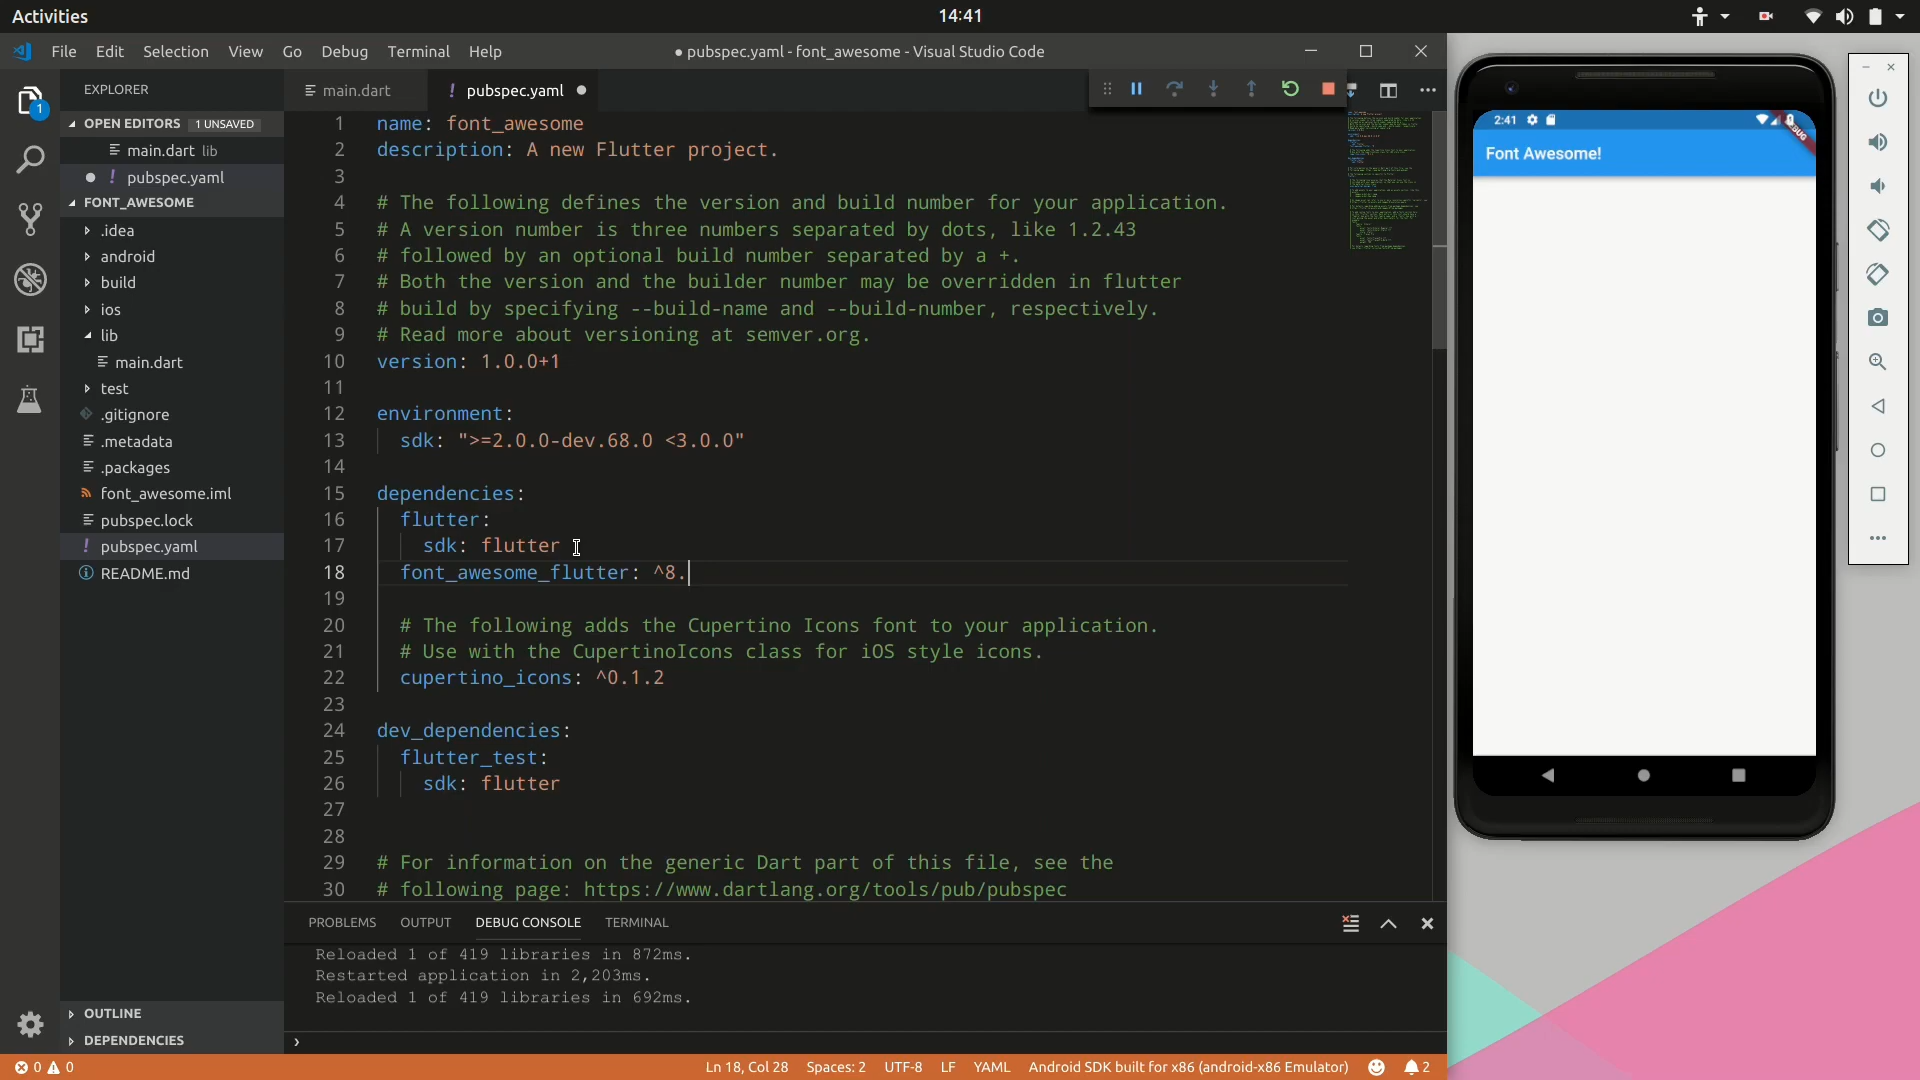 Activities
14:41
File Edit Selection View Go Debug Terminal Help
● pubspec.yaml - font_awesome - Visual Studio Code
EXPLORER
main.dart
! pubspec.yaml ●
1
OPEN EDITORS 1 UNSAVED
main.dart lib
! pubspec.yaml
FONT_AWESOME
.idea
android
build
ios
lib
main.dart
test
.gitignore
.metadata
.packages
font_awesome.iml
pubspec.lock
! pubspec.yaml
README.md
OUTLINE
DEPENDENCIES
1 name: font_awesome
2 description: A new Flutter project.
3
4 # The following defines the version and build number for your application.
5 # A version number is three numbers separated by dots, like 1.2.43
6 # followed by an optional build number separated by a +.
7 # Both the version and the builder number may be overridden in flutter
8 # build by specifying --build-name and --build-number, respectively.
9 # Read more about versioning at semver.org.
10 version: 1.0.0+1
11
12 environment:
13 sdk: ">=2.0.0-dev.68.0 <3.0.0"
14
15 dependencies:
16 flutter:
17 sdk: flutter
18 font_awesome_flutter: ^8.
19
20 # The following adds the Cupertino Icons font to your application.
21 # Use with the CupertinoIcons class for iOS style icons.
22 cupertino_icons: ^0.1.2
23
24 dev_dependencies:
25 flutter_test:
26 sdk: flutter
27
28
29 # For information on the generic Dart part of this file, see the
30 # following page: https://www.dartlang.org/tools/pub/pubspec
PROBLEMS OUTPUT DEBUG CONSOLE TERMINAL
Reloaded 1 of 419 libraries in 872ms.
Restarted application in 2,203ms.
Reloaded 1 of 419 libraries in 692ms.
›
0 0
Ln 18, Col 28 Spaces: 2 UTF-8 LF YAML Android SDK built for x86 (android-x86 Emulator) 2
2:41
DEBUG
Font Awesome!